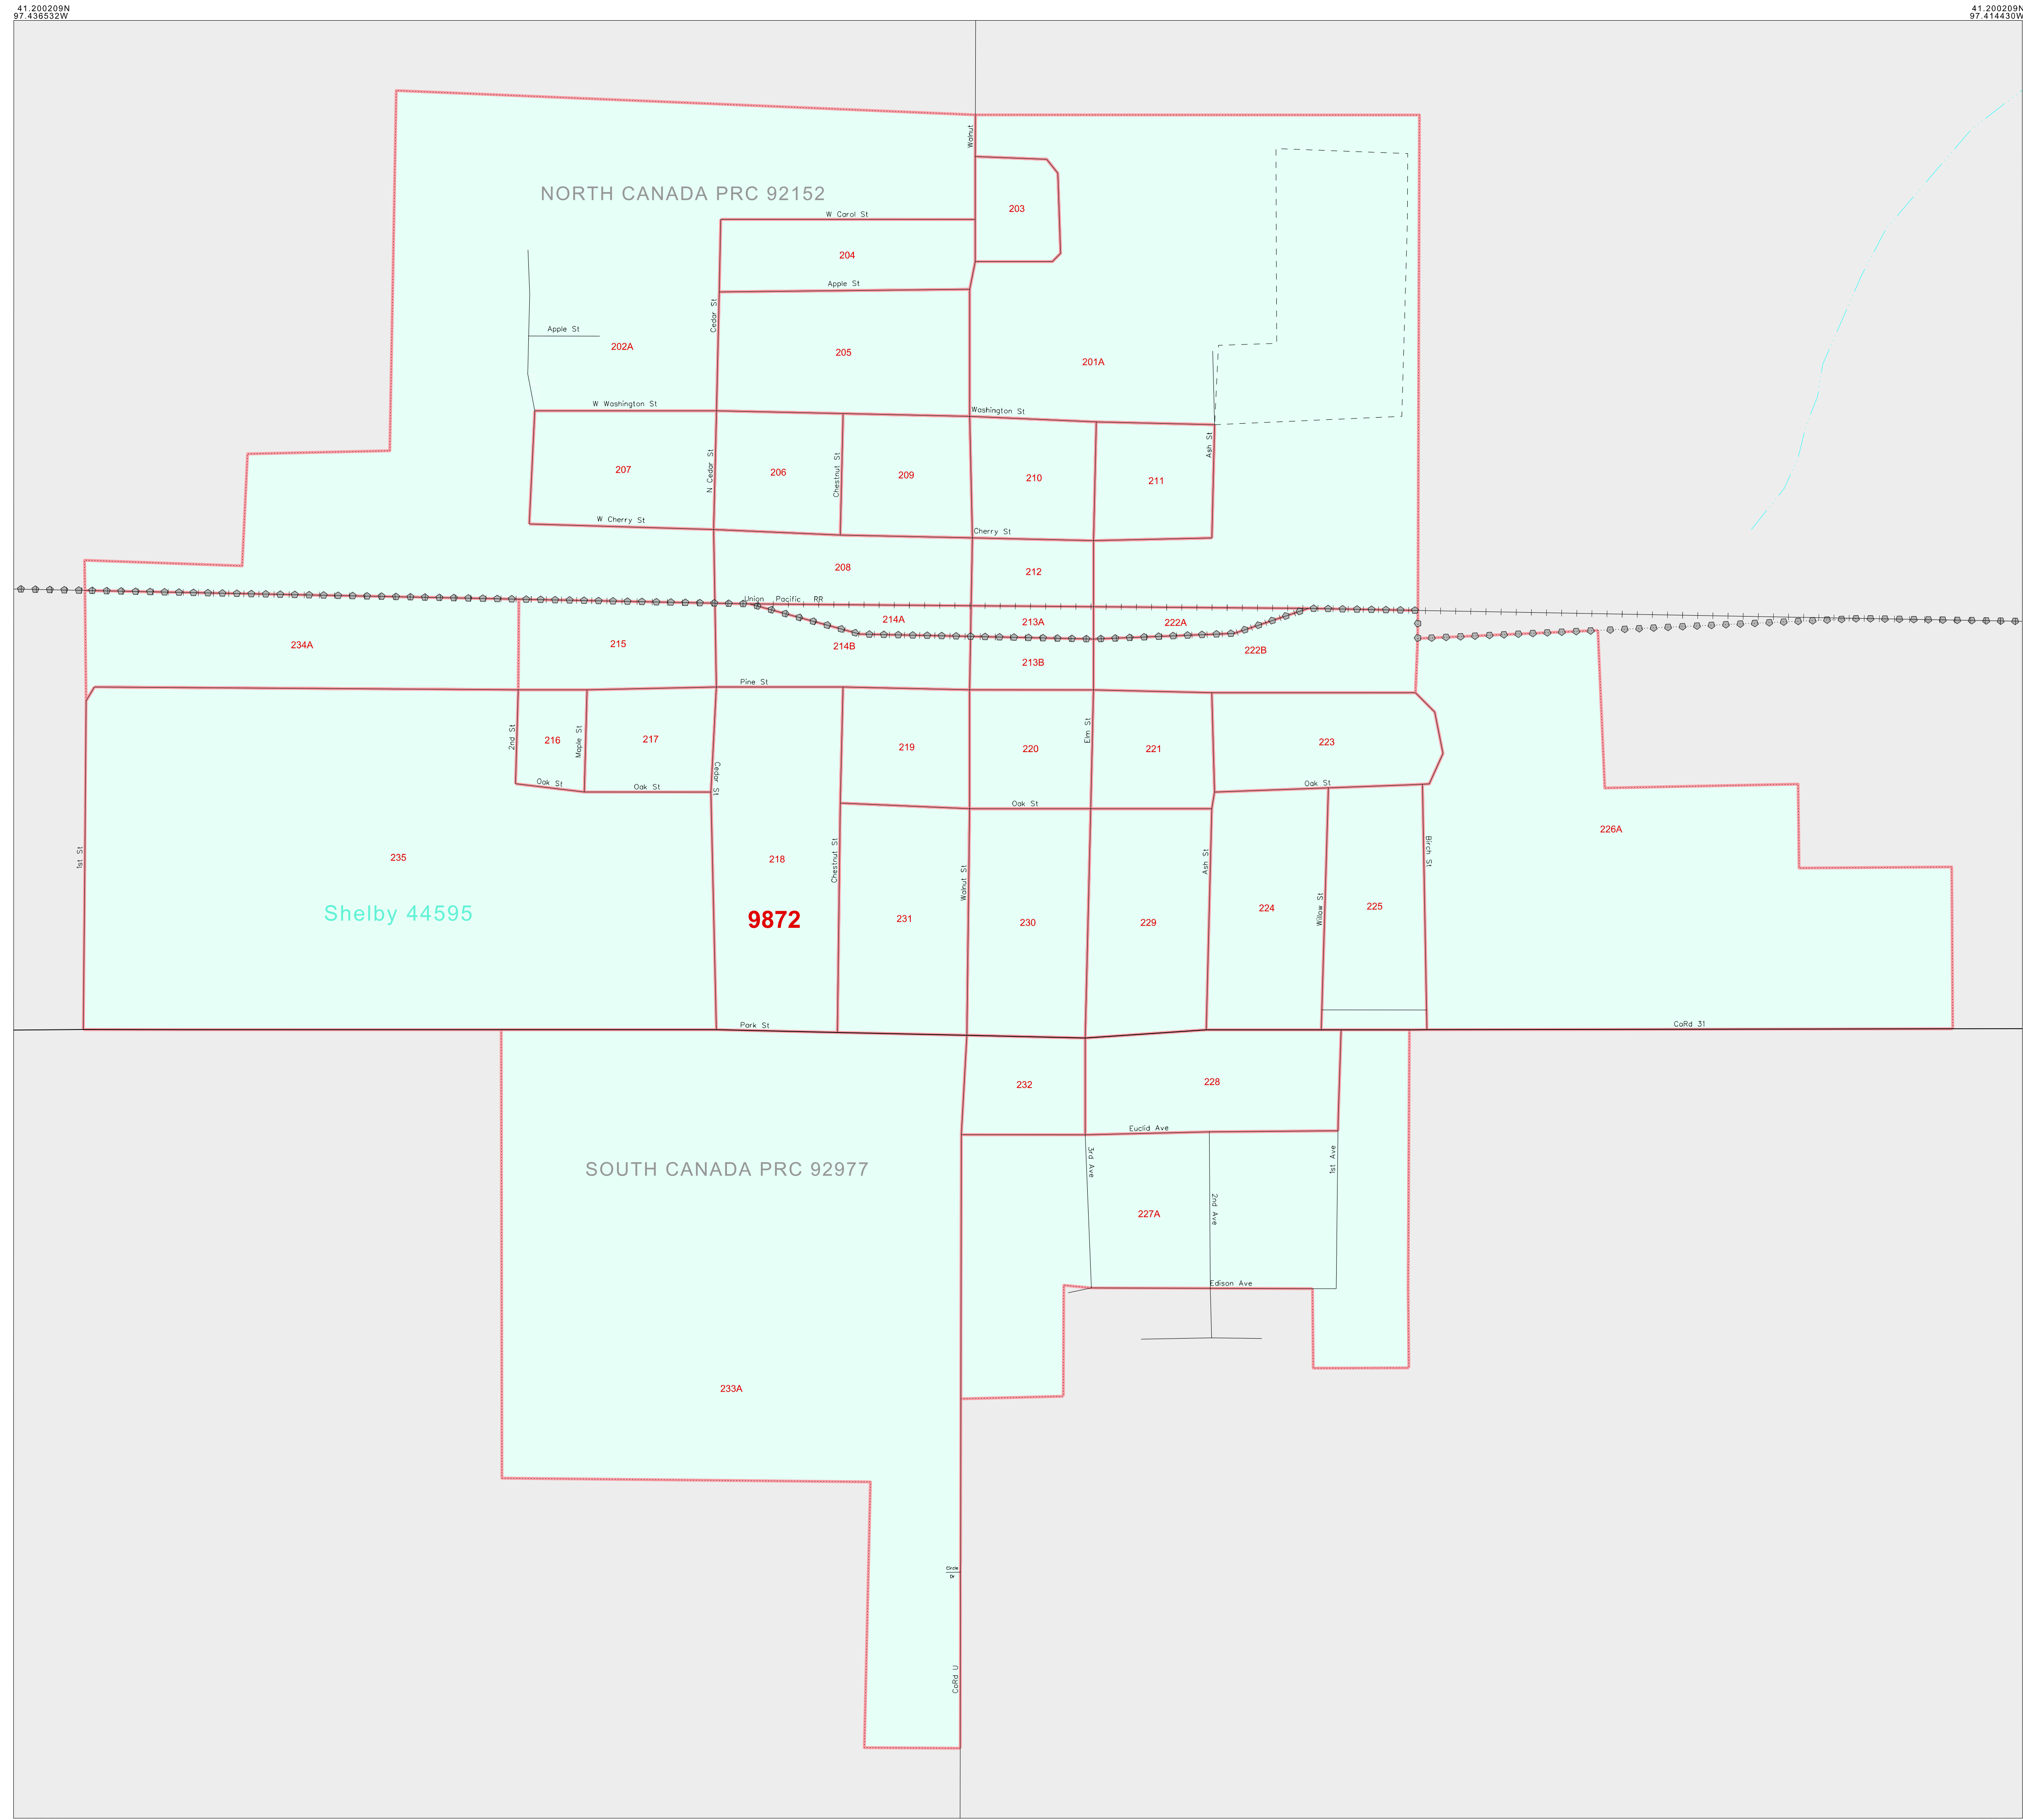 41.200209N
97.436532W
41.200209N
97.414430W
Walnut
NORTH CANADA PRC 92152
203
W Carol St
204
Apple St
Cedar St
Apple St
202A
205
201A
W Washington St
Washington St
Ash St
207
N Cedar St
206
Chestnut St
209
210
211
W Cherry St
Cherry St
208
212
Union Pacific RR
214A
213A
222A
234A
215
214B
213B
222B
Pine St
2nd St
216
Maple St
217
219
220
Elm St
221
223
Oak St
Oak St
Cedar St
Oak St
Oak St
226A
1st St
235
218
Chestnut St
Walnut St
Ash St
Birch St
Shelby 44595
9872
231
230
229
224
Willow St
225
Park St
CoRd 31
232
228
Euclid Ave
SOUTH CANADA PRC 92977
3rd Ave
1st Ave
2nd Ave
227A
Edison Ave
233A
Circle
Dr
CoRd U